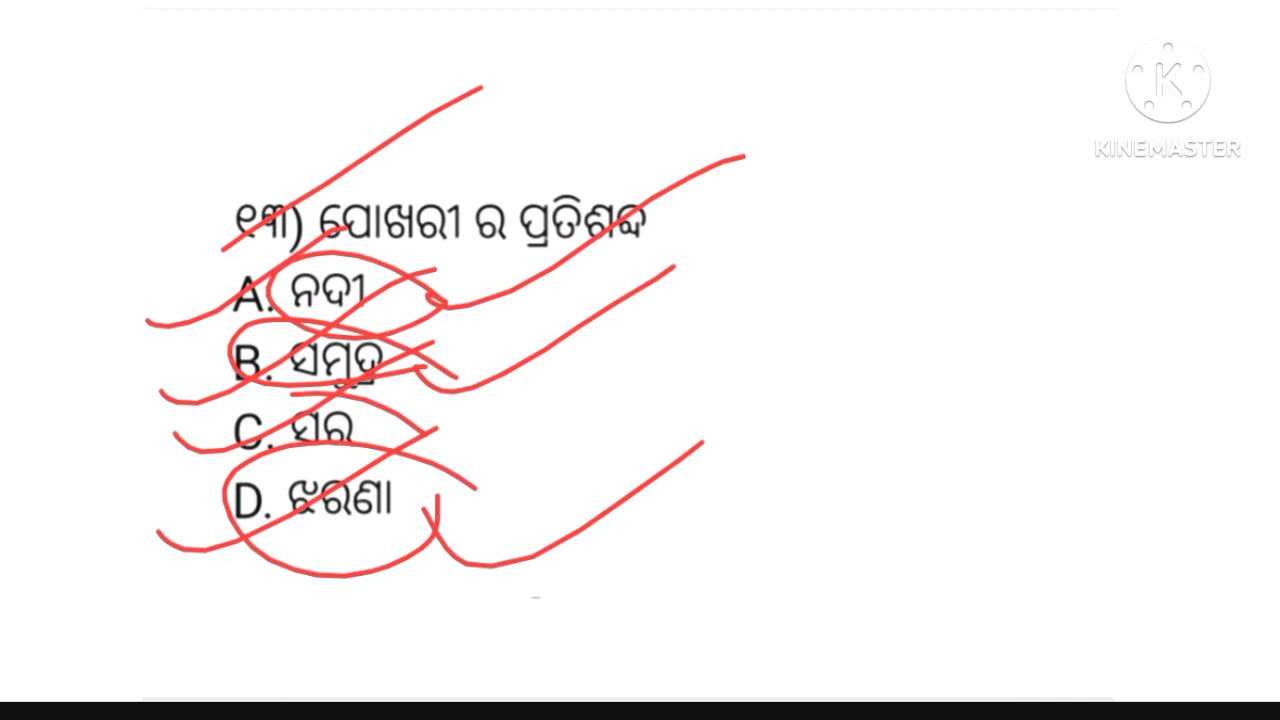 ୧୩) ପୋଖରୀ ର ପ୍ରତିଶବ୍ଦ
A. ନଦୀ
B. ସମୁଦ୍ର
C. ସର
D. ଝରଣା
KINEMASTER